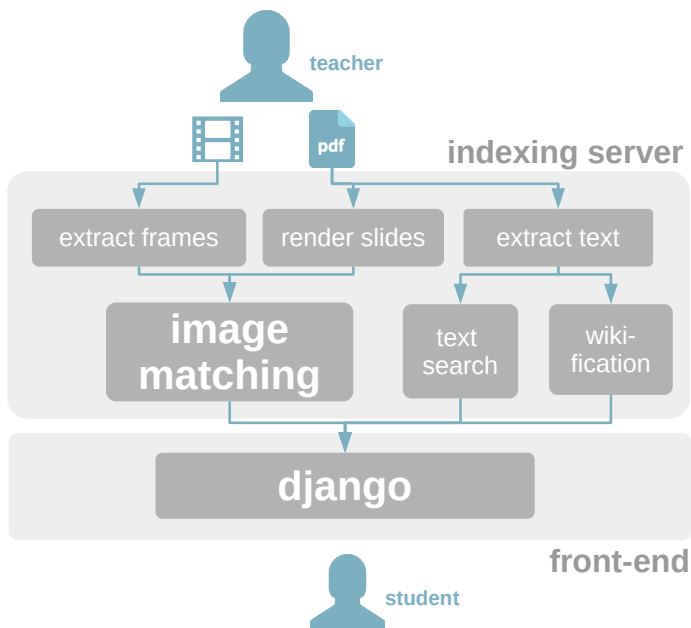 teacher
pdf
indexing server
extract frames
render slides
extract text
image
matching
text
search
wiki-
fication
django
front-end
student